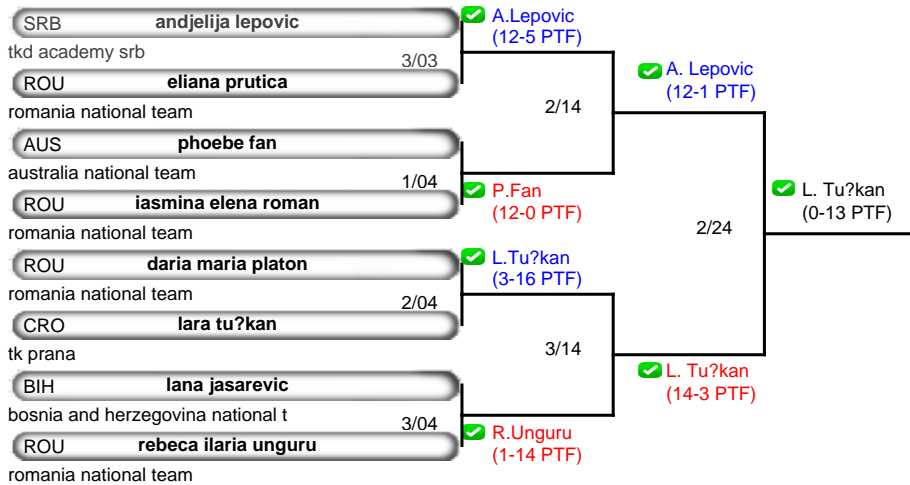 SRB andjelija lepovic
tkd academy srb
3/03
ROU eliana prutica
romania national team
AUS phoebe fan
australia national team
1/04
ROU iasmina elena roman
romania national team
ROU daria maria platon
romania national team
2/04
CRO lara tu?kan
tk prana
BIH lana jasarevic
bosnia and herzegovina national t
3/04
ROU rebeca ilaria unguru
romania national team
A.Lepovic
(12-5 PTF)
2/14
P.Fan
(12-0 PTF)
L.Tu?kan
(3-16 PTF)
3/14
R.Unguru
(1-14 PTF)
A. Lepovic
(12-1 PTF)
2/24
L. Tu?kan
(14-3 PTF)
L. Tu?kan
(0-13 PTF)